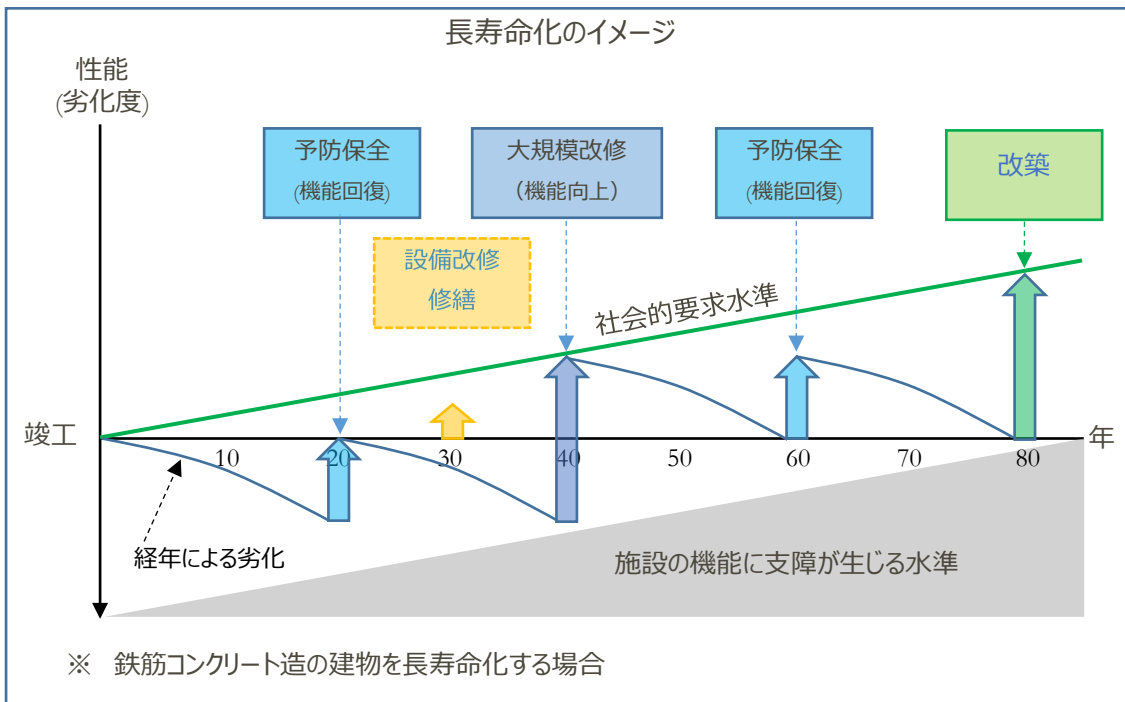 長寿命化のイメージ
性能
(劣化度)
予防保全
(機能回復)
大規模改修
(機能向上)
予防保全
(機能回復)
改築
設備改修
修繕
社会的要求水準
竣工
10
20
30
40
50
60
70
80
年
経年による劣化
施設の機能に支障が生じる水準
※ 鉄筋コンクリート造の建物を長寿命化する場合